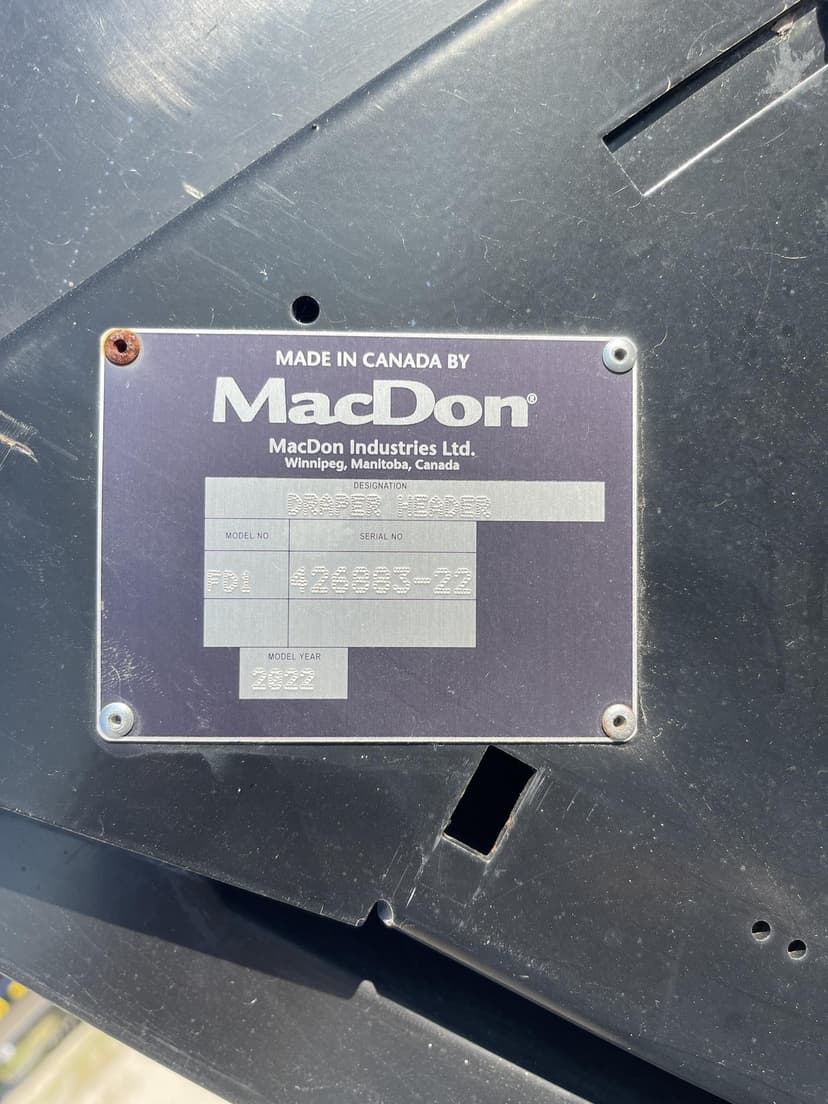 MADE IN CANADA BY
MacDon®
MacDon Industries Ltd.
Winnipeg, Manitoba, Canada
DESIGNATION
DRAPER HEADER
MODEL NO SERIAL NO.
FD1 426883-22
MODEL YEAR
2022